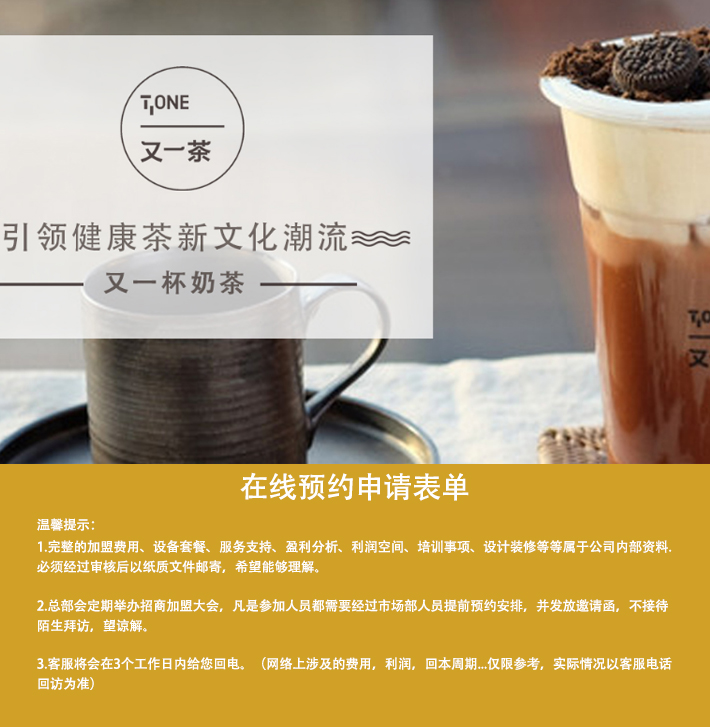 TIONE
又一茶
引领健康茶新文化潮流
又一杯奶茶
在线预约申请表单
温馨提示：
1.完整的加盟费用、设备套餐、服务支持、盈利分析、利润空间、培训事项、设计装修等等属于公司内部资料.
必须经过审核后以纸质文件邮寄，希望能够理解。
2.总部会定期举办招商加盟大会，凡是参加人员都需要经过市场部人员提前预约安排，并发放邀请函，不接待
陌生拜访，望谅解。
3.客服将会在3个工作日内给您回电。（网络上涉及的费用，利润，回本周期...仅限参考，实际情况以客服电话
回访为准）